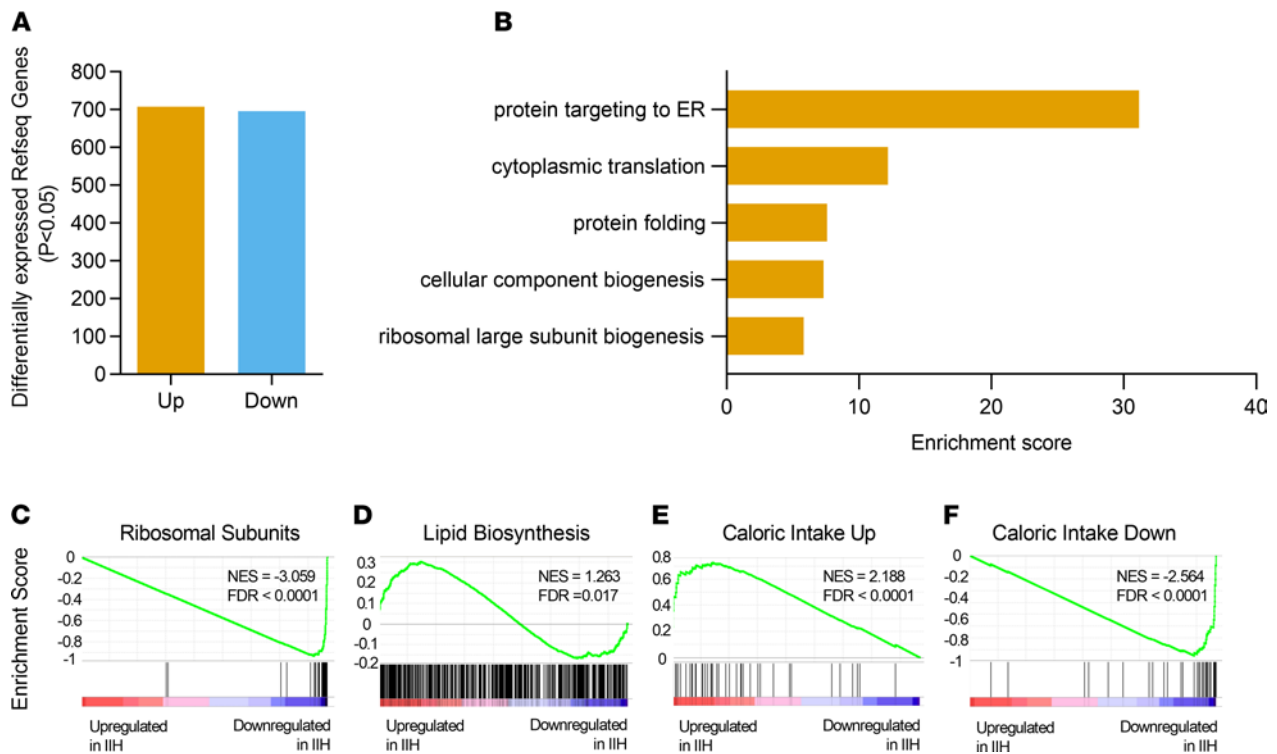 A
Differentially expressed Refseq Genes
(P<0.05)
800
700
600
500
400
300
200
100
0
Up
Down
B
protein targeting to ER
cytoplasmic translation
protein folding
cellular component biogenesis
ribosomal large subunit biogenesis
0
10
20
30
40
Enrichment score
C
Ribosomal Subunits
Enrichment Score
0
-0.2
-0.4
-0.6
-0.8
-1
NES = -3.059
FDR < 0.0001
Upregulated
in IIH
Downregulated
in IIH
D
Lipid Biosynthesis
0.3
0.2
0.1
0
-0.1
-0.2
NES = 1.263
FDR =0.017
Upregulated
in IIH
Downregulated
in IIH
E
Caloric Intake Up
0.8
0.6
0.4
0.2
0
NES = 2.188
FDR < 0.0001
Upregulated
in IIH
Downregulated
in IIH
F
Caloric Intake Down
0
-0.2
-0.4
-0.6
-0.8
-1
NES = -2.564
FDR < 0.0001
Upregulated
in IIH
Downregulated
in IIH